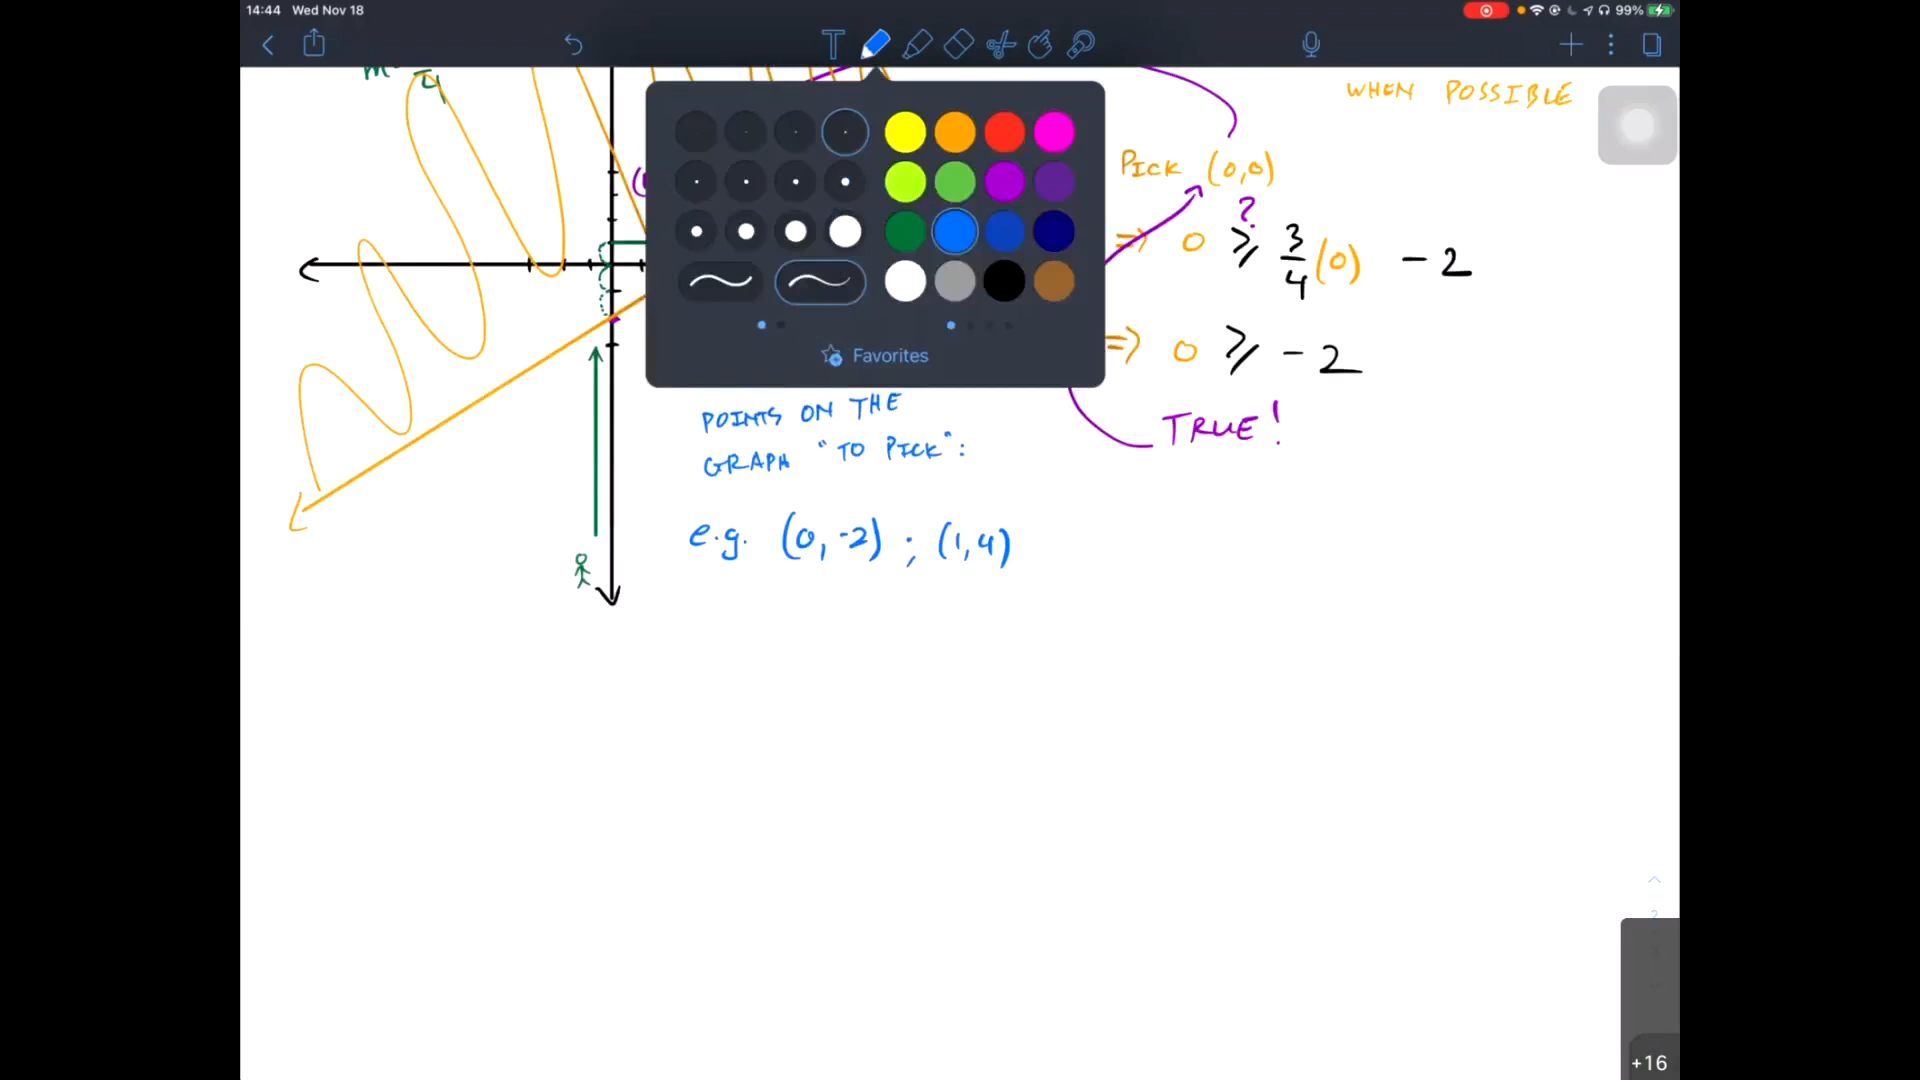 14:44 Wed Nov 18
99%
T
WHEN POSSIBLE
PICK (0,0)
?
=> 0 ⩾ 3/4 (0) - 2
=> 0 ⩾ - 2
TRUE!
Favorites
POINTS ON THE
GRAPH "TO PICK":
e.g. (0,-2) ; (1,4)
2
+16